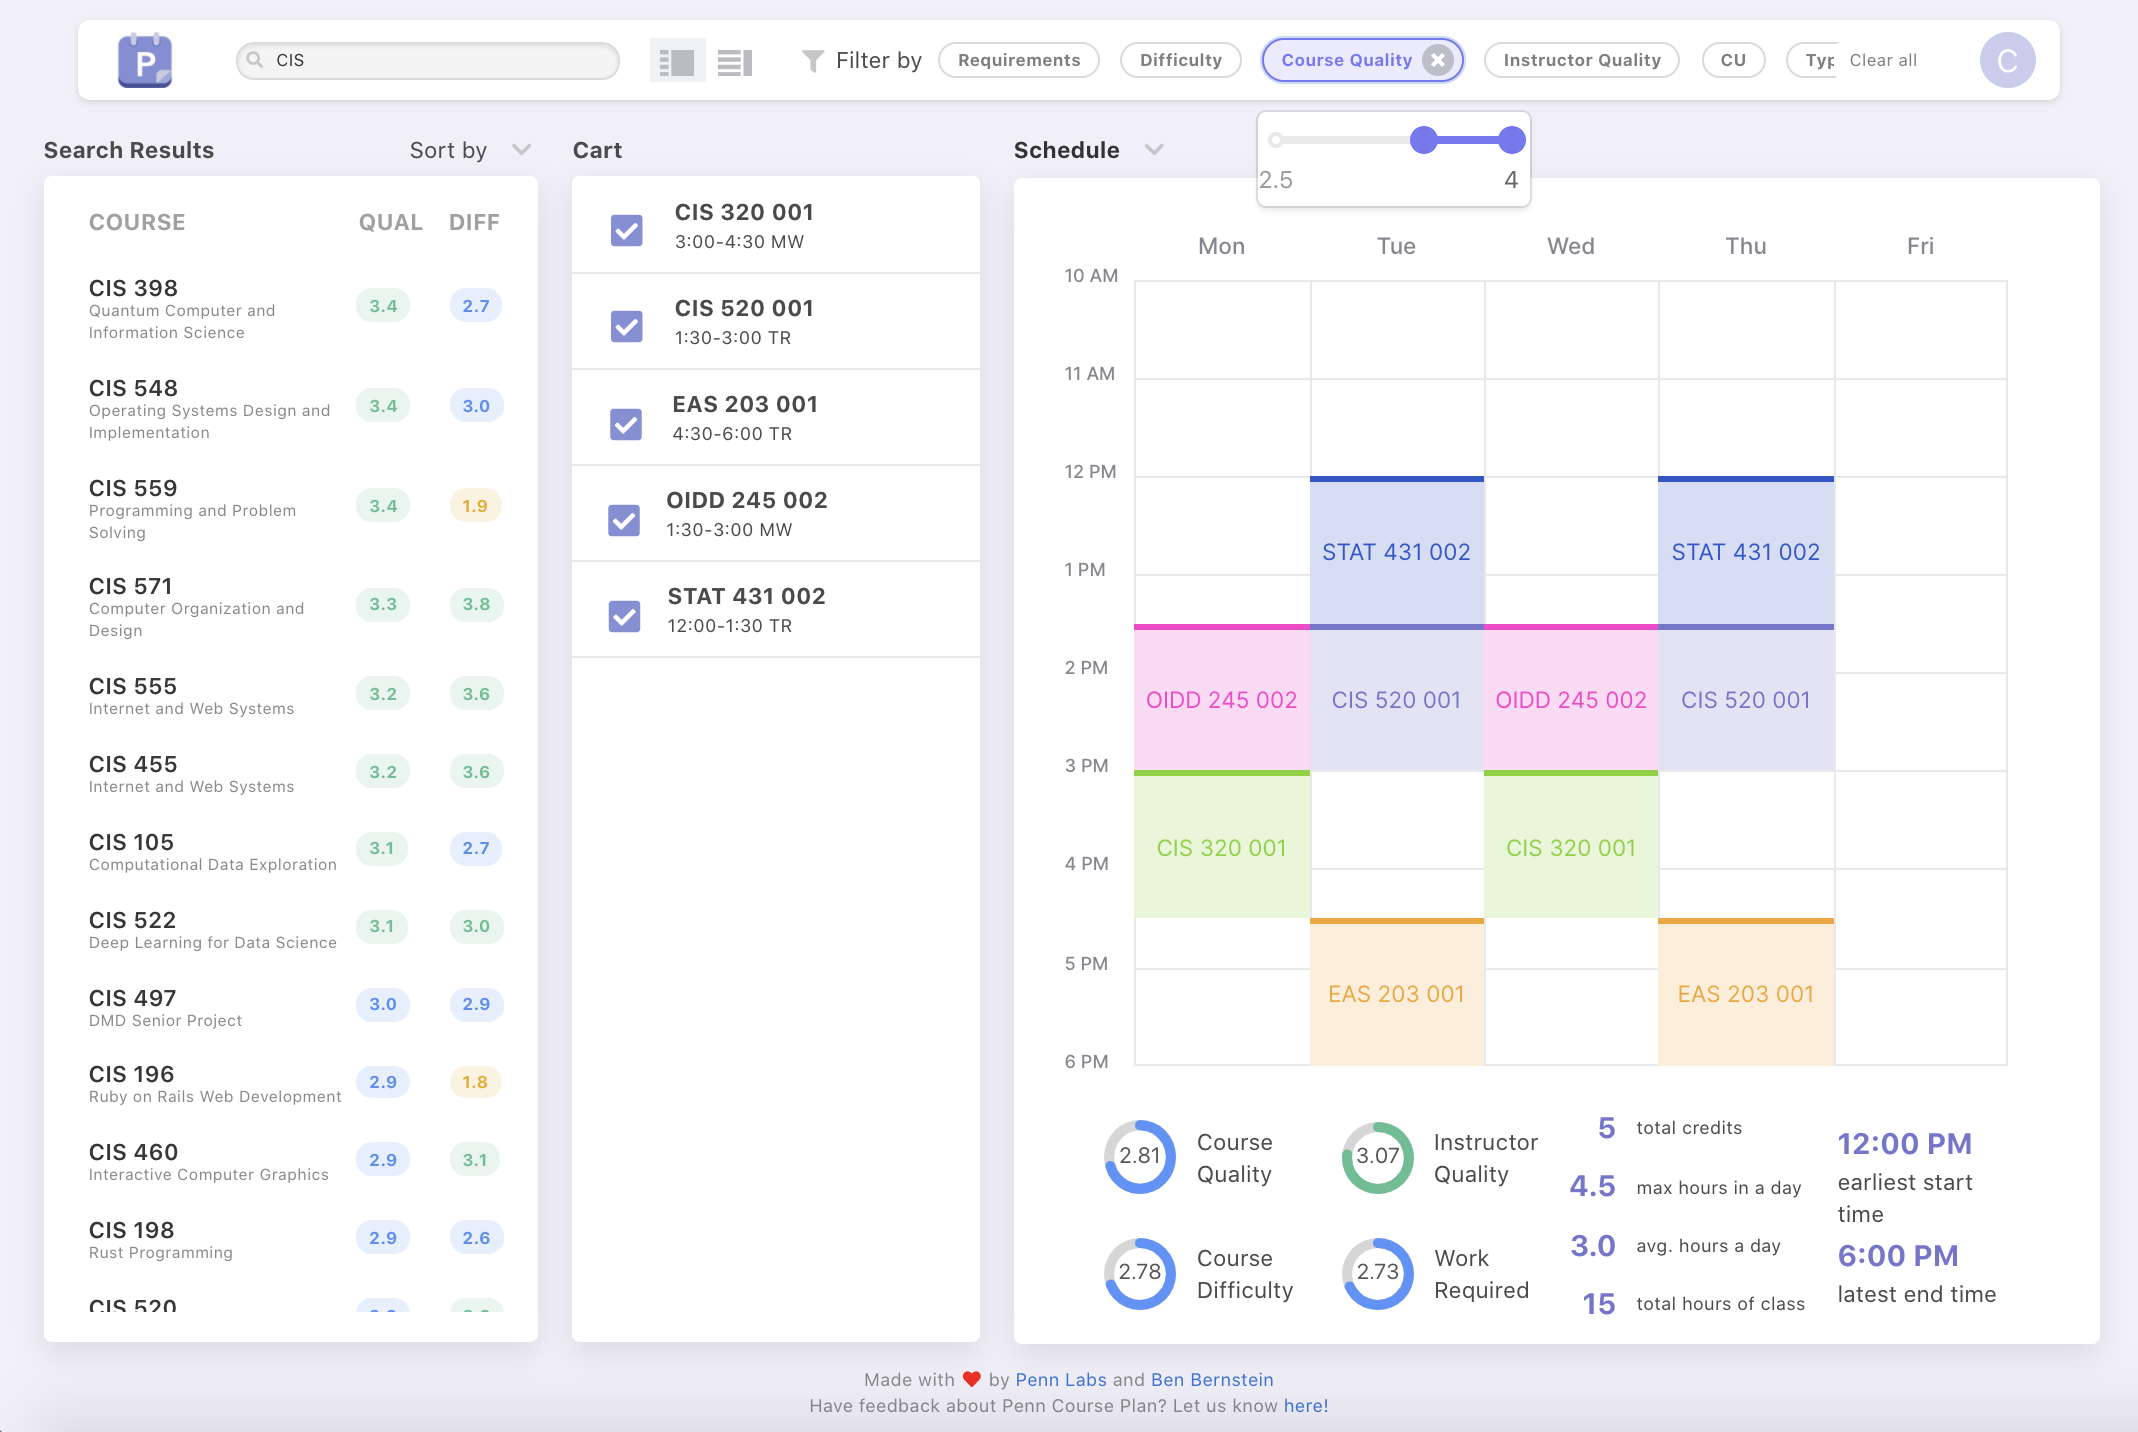 P
CIS
Filter by
Requirements
Difficulty
Course Quality
Instructor Quality
CU
Typ
Clear all
C
Search Results
Sort by
Cart
Schedule
2.5
4
COURSE QUAL DIFF
CIS 398
Quantum Computer and
Information Science
3.4 2.7
CIS 548
Operating Systems Design and
Implementation
3.4 3.0
CIS 559
Programming and Problem
Solving
3.4 1.9
CIS 571
Computer Organization and
Design
3.3 3.8
CIS 555
Internet and Web Systems
3.2 3.6
CIS 455
Internet and Web Systems
3.2 3.6
CIS 105
Computational Data Exploration
3.1 2.7
CIS 522
Deep Learning for Data Science
3.1 3.0
CIS 497
DMD Senior Project
3.0 2.9
CIS 196
Ruby on Rails Web Development
2.9 1.8
CIS 460
Interactive Computer Graphics
2.9 3.1
CIS 198
Rust Programming
2.9 2.6
CIS 520
CIS 320 001
3:00-4:30 MW
CIS 520 001
1:30-3:00 TR
EAS 203 001
4:30-6:00 TR
OIDD 245 002
1:30-3:00 MW
STAT 431 002
12:00-1:30 TR
Mon Tue Wed Thu Fri
10 AM
11 AM
12 PM
STAT 431 002 STAT 431 002
1 PM
2 PM
OIDD 245 002 CIS 520 001 OIDD 245 002 CIS 520 001
3 PM
CIS 320 001 CIS 320 001
4 PM
5 PM
EAS 203 001 EAS 203 001
6 PM
2.81
Course
Quality
3.07
Instructor
Quality
2.78
Course
Difficulty
2.73
Work
Required
5 total credits
4.5 max hours in a day
3.0 avg. hours a day
15 total hours of class
12:00 PM
earliest start
time
6:00 PM
latest end time
Made with ❤️ by Penn Labs and Ben Bernstein
Have feedback about Penn Course Plan? Let us know here!